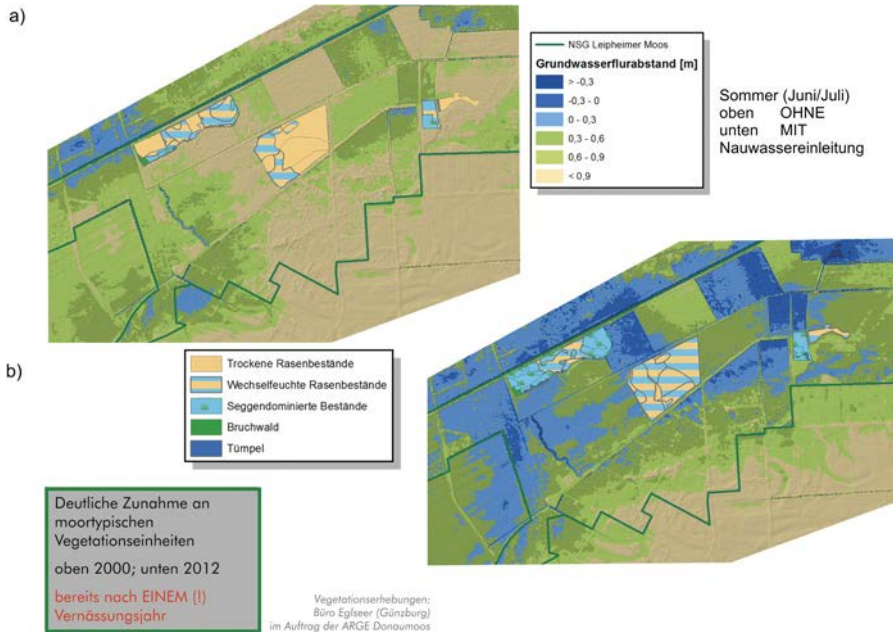 a)
NSG Leipheimer Moos
Grundwasserflurabstand [m]
> -0,3
-0,3 - 0
0 - 0,3
0,3 - 0,6
0,6 - 0,9
< 0,9
Sommer (Juni/Juli)
oben OHNE
unten MIT
Nauwassereinleitung
b)
Trockene Rasenbestände
Wechselfeuchte Rasenbestände
Seggendominierte Bestände
Bruchwald
Tümpel
Deutliche Zunahme an
moortypischen
Vegetationseinheiten
oben 2000; unten 2012
bereits nach EINEM (!)
Vernässungsjahr
Vegetationserhebungen:
Büro Eglseer (Günzburg)
im Auftrag der ARGE Donaumoos